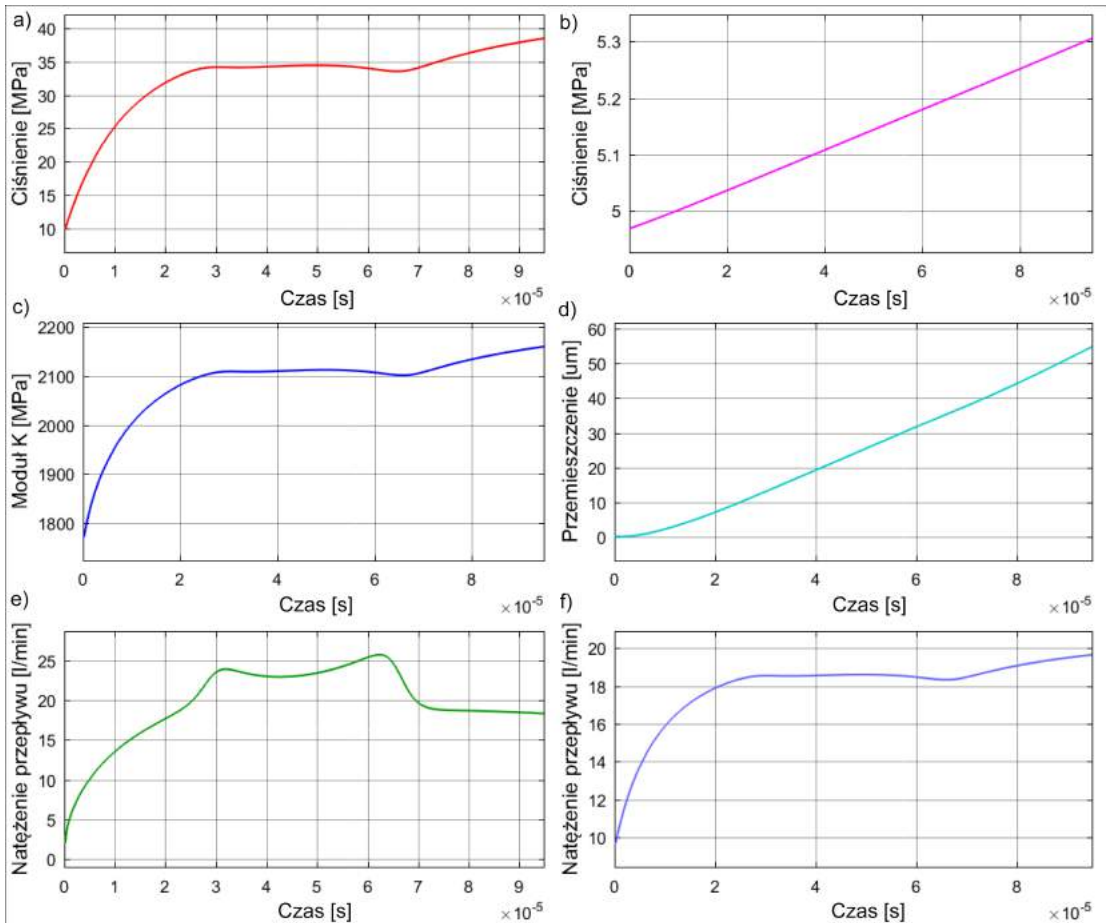 a)
Ciśnienie [MPa]
40
35
30
25
20
15
10
0 1 2 3 4 5 6 7 8 9
Czas [s]
×10-5
b)
Ciśnienie [MPa]
5.3
5.2
5.1
5
0 2 4 6 8
Czas [s]
×10-5
c)
Moduł K [MPa]
2200
2100
2000
1900
1800
0 2 4 6 8
Czas [s]
×10-5
d)
Przemieszczenie [um]
60
50
40
30
20
10
0
0 2 4 6 8
Czas [s]
×10-5
e)
Natężenie przepływu [l/min]
25
20
15
10
5
0
0 1 2 3 4 5 6 7 8 9
Czas [s]
×10-5
f)
Natężenie przepływu [l/min]
20
18
16
14
12
10
0 2 4 6 8
Czas [s]
×10-5